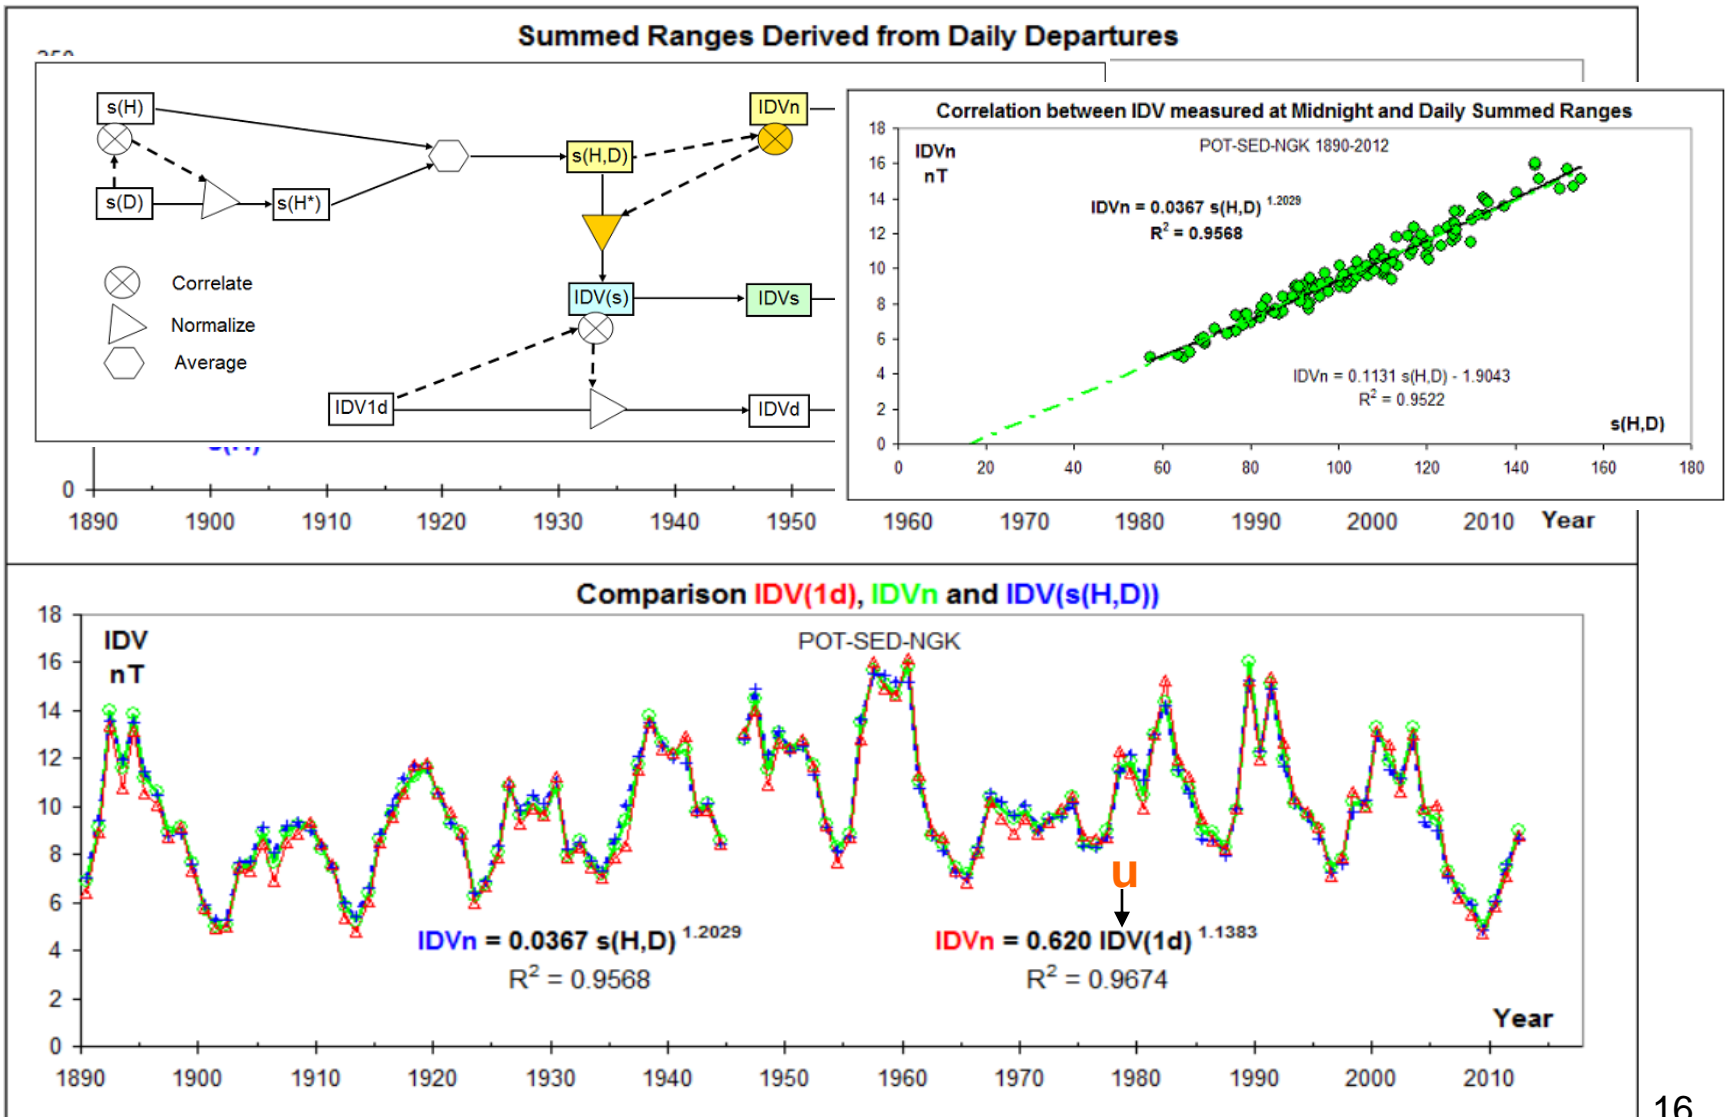 Summed Ranges Derived from Daily Departures
s(H)
IDVn
s(H,D)
s(D)
s(H*)
Correlate
Normalize
Average
IDV(s)
IDVs
IDV1d
IDVd
Correlation between IDV measured at Midnight and Daily Summed Ranges
POT-SED-NGK 1890-2012
IDVn
nT
IDVn = 0.0367 s(H,D) 1.2029
R2 = 0.9568
IDVn = 0.1131 s(H,D) - 1.9043
R2 = 0.9522
s(H,D)
18
16
14
12
10
8
6
4
2
0
0 20 40 60 80 100 120 140 160 180
0
1890 1900 1910 1920 1930 1940 1950 1960 1970 1980 1990 2000 2010 Year
Comparison IDV(1d), IDVn and IDV(s(H,D))
POT-SED-NGK
IDV
nT
18
16
14
12
10
8
6
4
2
0
u
IDVn = 0.0367 s(H,D) 1.2029
R2 = 0.9568
IDVn = 0.620 IDV(1d) 1.1383
R2 = 0.9674
Year
1890 1900 1910 1920 1930 1940 1950 1960 1970 1980 1990 2000 2010
16